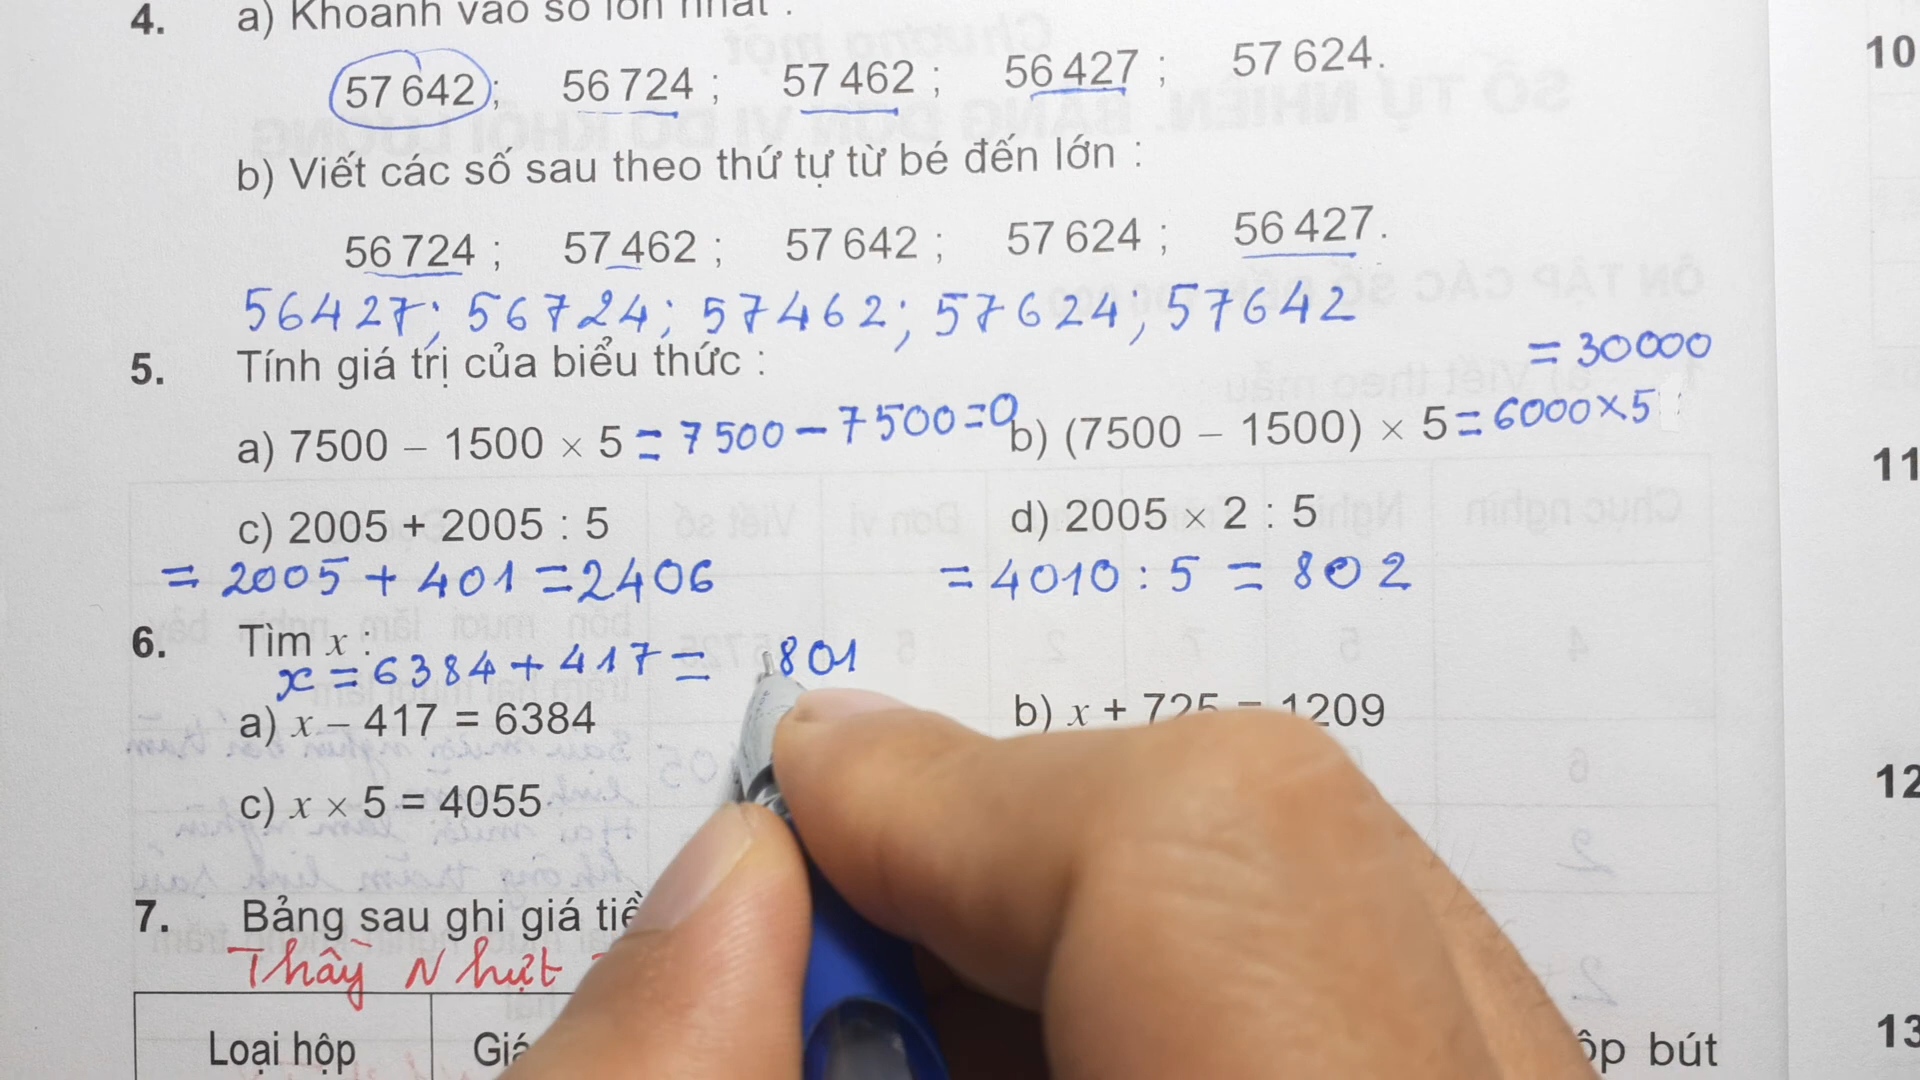 4. a) Khoanh vào số lớn nhất :
57 642 ; 56 724 ; 57 462 ; 56 427 ; 57 624.
b) Viết các số sau theo thứ tự từ bé đến lớn :
56 724 ; 57 462 ; 57 642 ; 57 624 ; 56 427.
56427; 56724; 57462; 57624; 57642
5. Tính giá trị của biểu thức :
= 30000
a) 7500 – 1500 × 5 = 7500 – 7500 = 0 b) (7500 – 1500) × 5 = 6000 × 5
c) 2005 + 2005 : 5 d) 2005 × 2 : 5
= 2005 + 401 = 2406 = 4010 : 5 = 802
6. Tìm x :
x = 6384 + 417 = 801
a) x – 417 = 6384 b) x + 725 = 1209
c) x × 5 = 4055
7. Bảng sau ghi giá
Thầy Nhựt
Loại hộp
bút
10
11
12
13